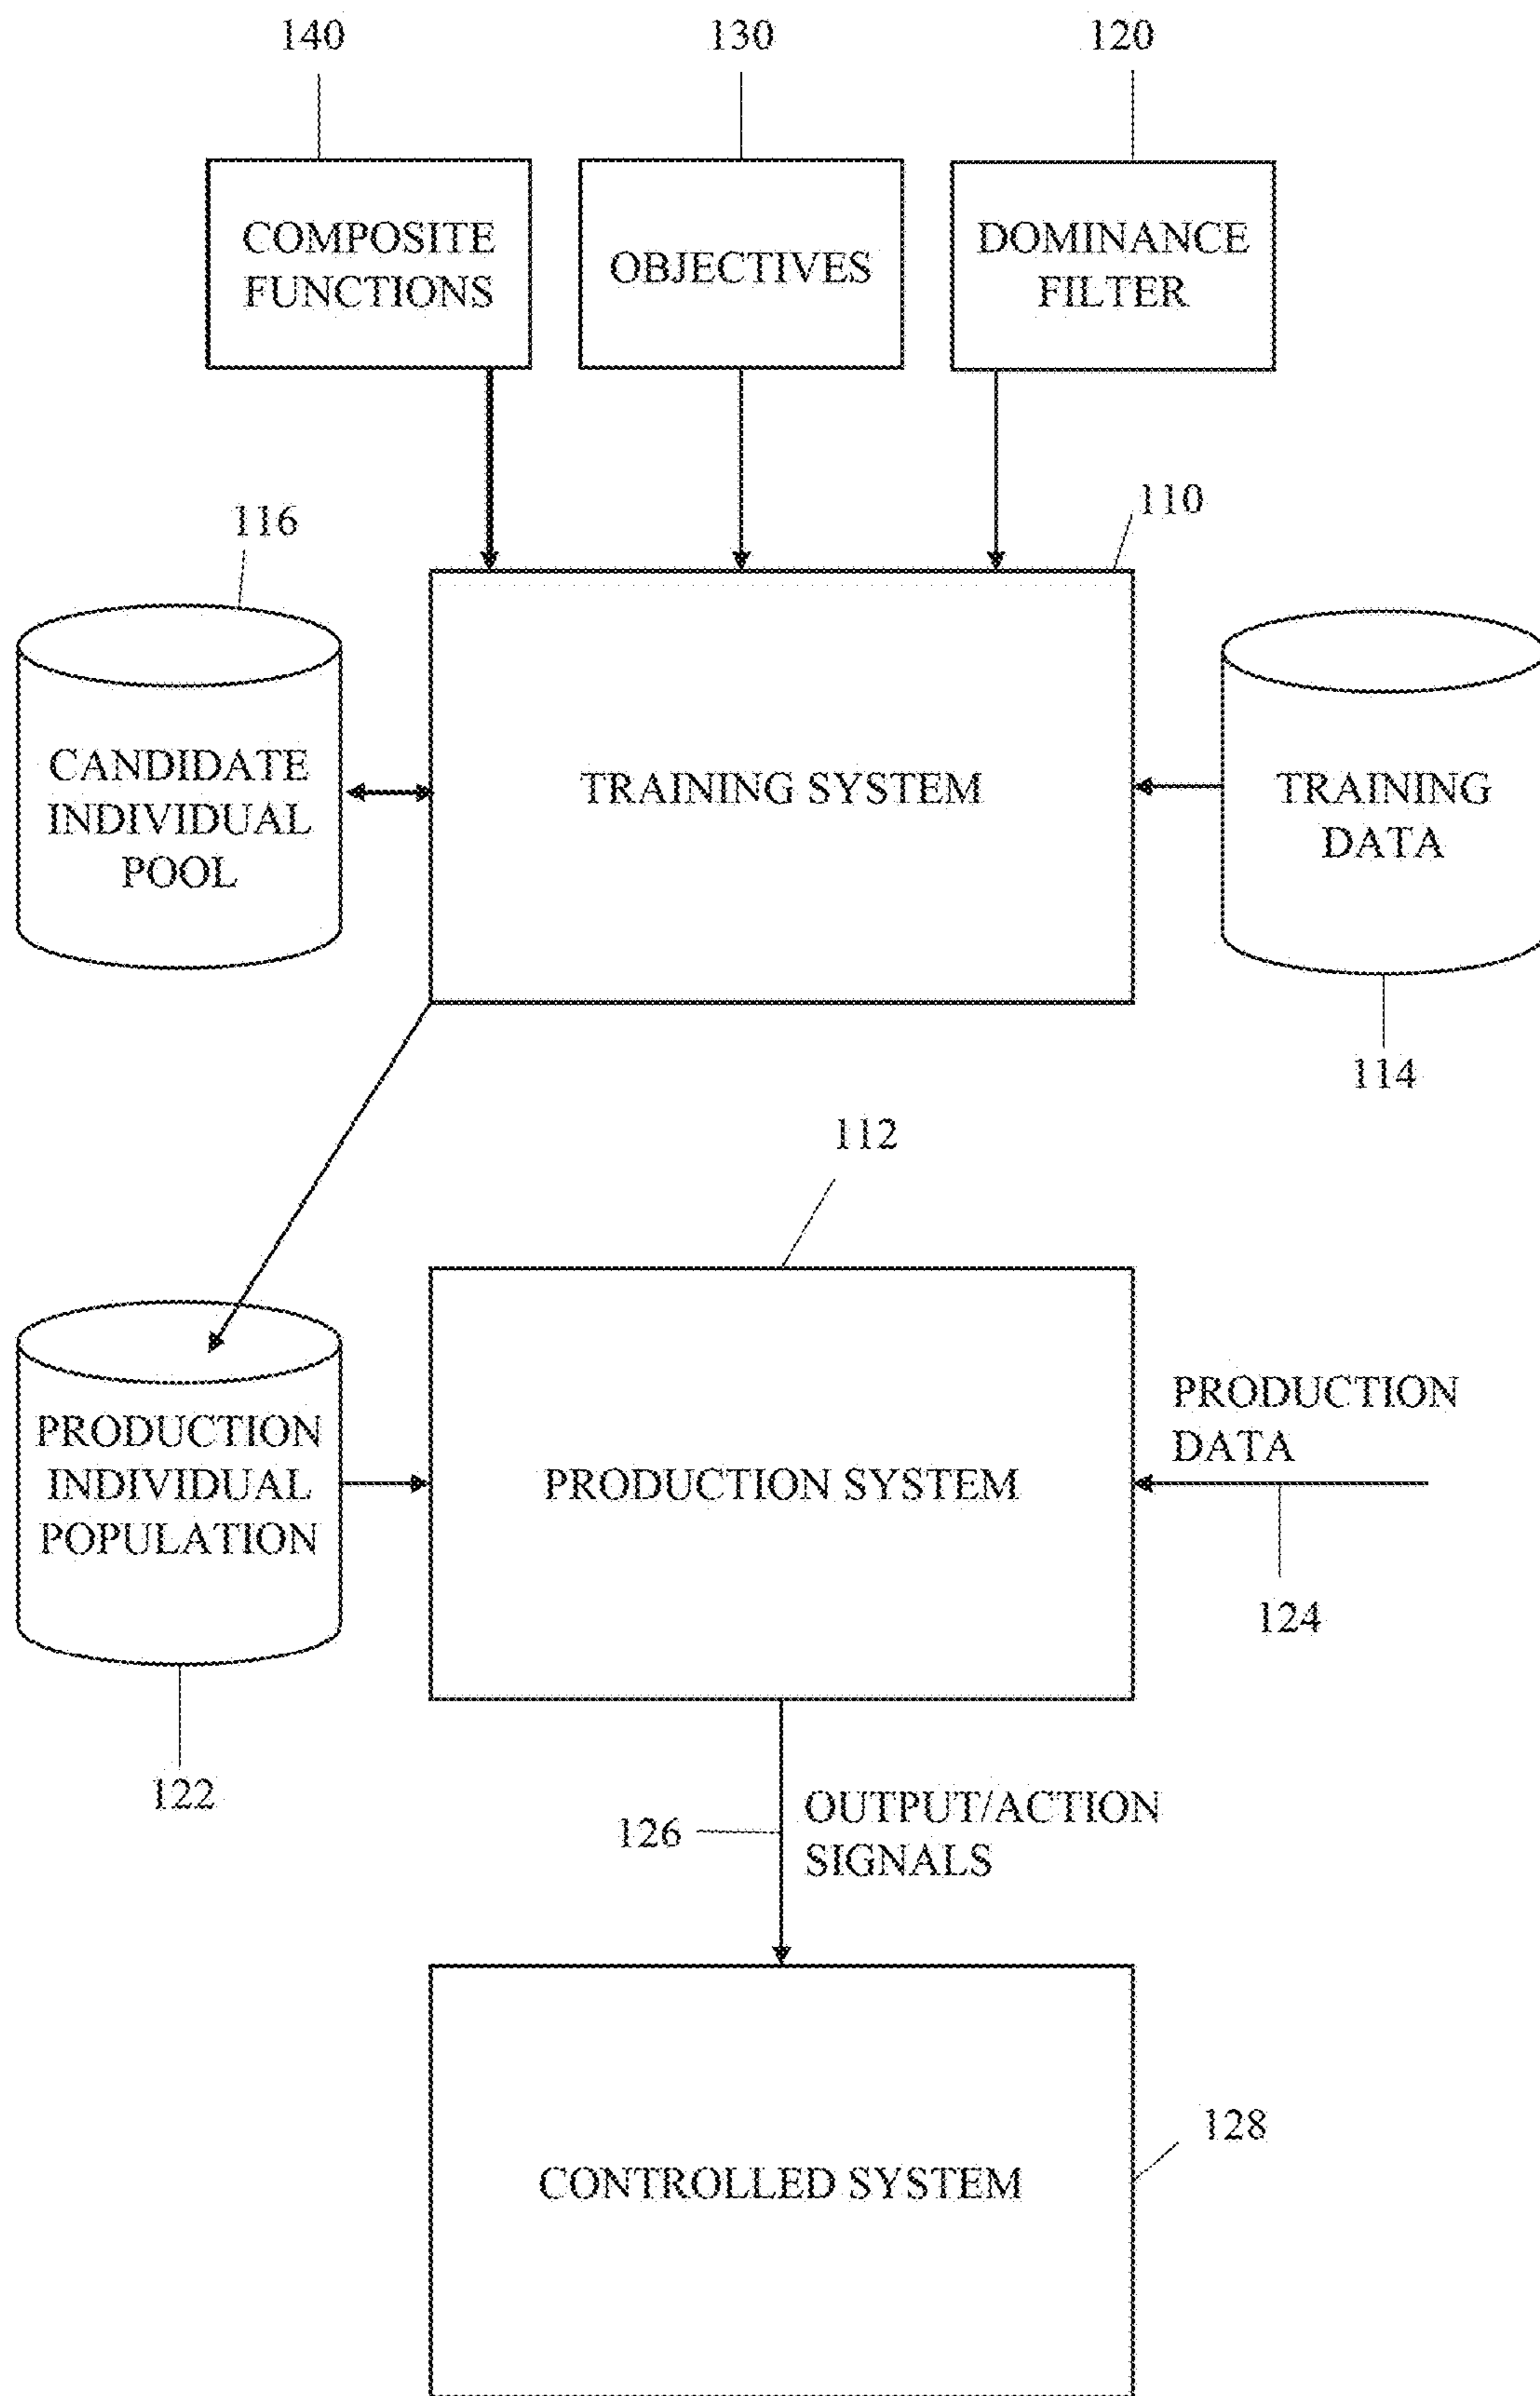 140
130
120
COMPOSITE
FUNCTIONS
OBJECTIVES
DOMINANCE
FILTER
110
116
CANDIDATE
INDIVIDUAL
POOL
TRAINING SYSTEM
TRAINING
DATA
114
112
PRODUCTION
INDIVIDUAL
POPULATION
PRODUCTION SYSTEM
PRODUCTION
DATA
124
122
126
OUTPUT/ACTION
SIGNALS
128
CONTROLLED SYSTEM